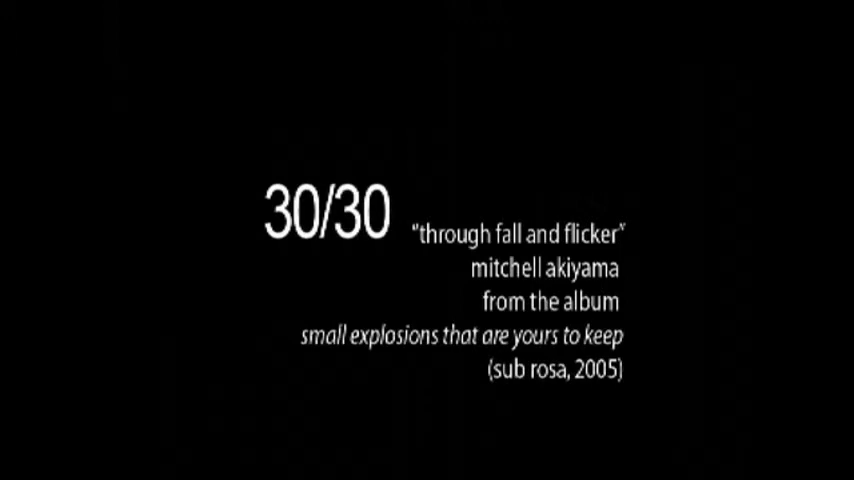 30/30
"through fall and flicker"
mitchell akiyama
from the album
small explosions that are yours to keep
(sub rosa, 2005)